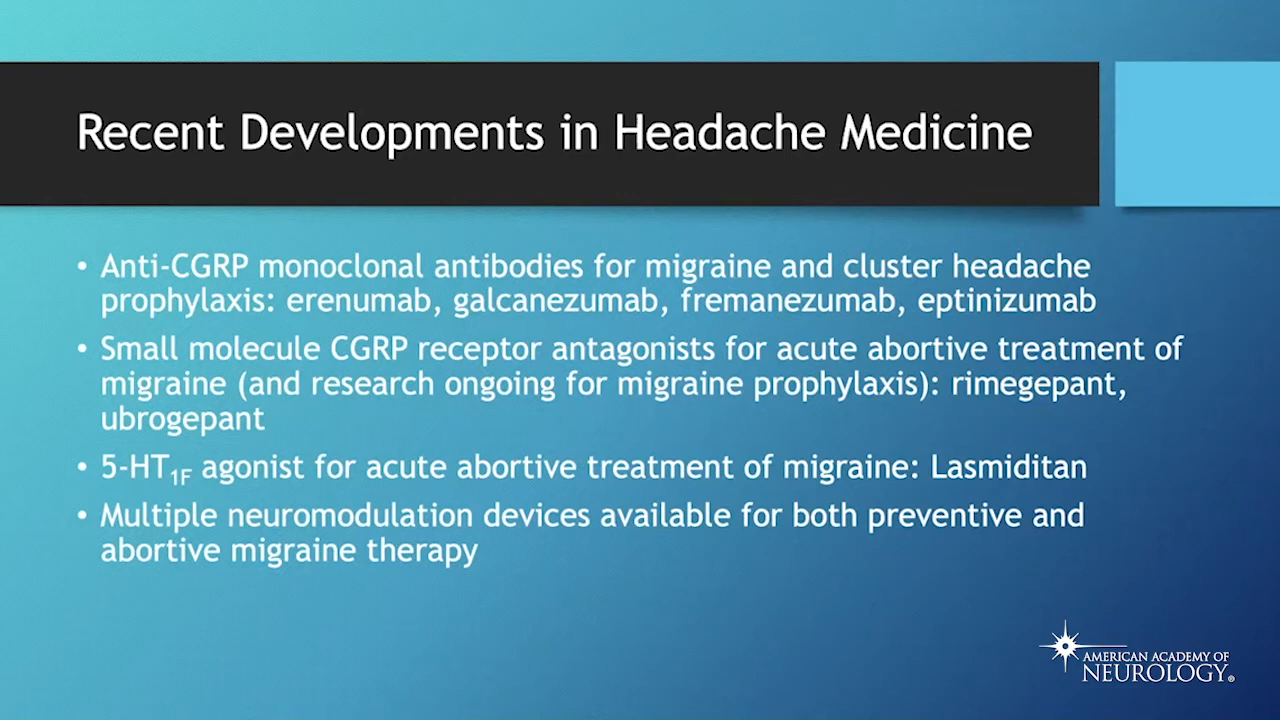 Recent Developments in Headache Medicine
• Anti-CGRP monoclonal antibodies for migraine and cluster headache
prophylaxis: erenumab, galcanezumab, fremanezumab, eptinizumab
• Small molecule CGRP receptor antagonists for acute abortive treatment of
migraine (and research ongoing for migraine prophylaxis): rimegepant,
ubrogepant
• 5-HT1F agonist for acute abortive treatment of migraine: Lasmiditan
• Multiple neuromodulation devices available for both preventive and
abortive migraine therapy
AMERICAN ACADEMY OF
NEUROLOGY®